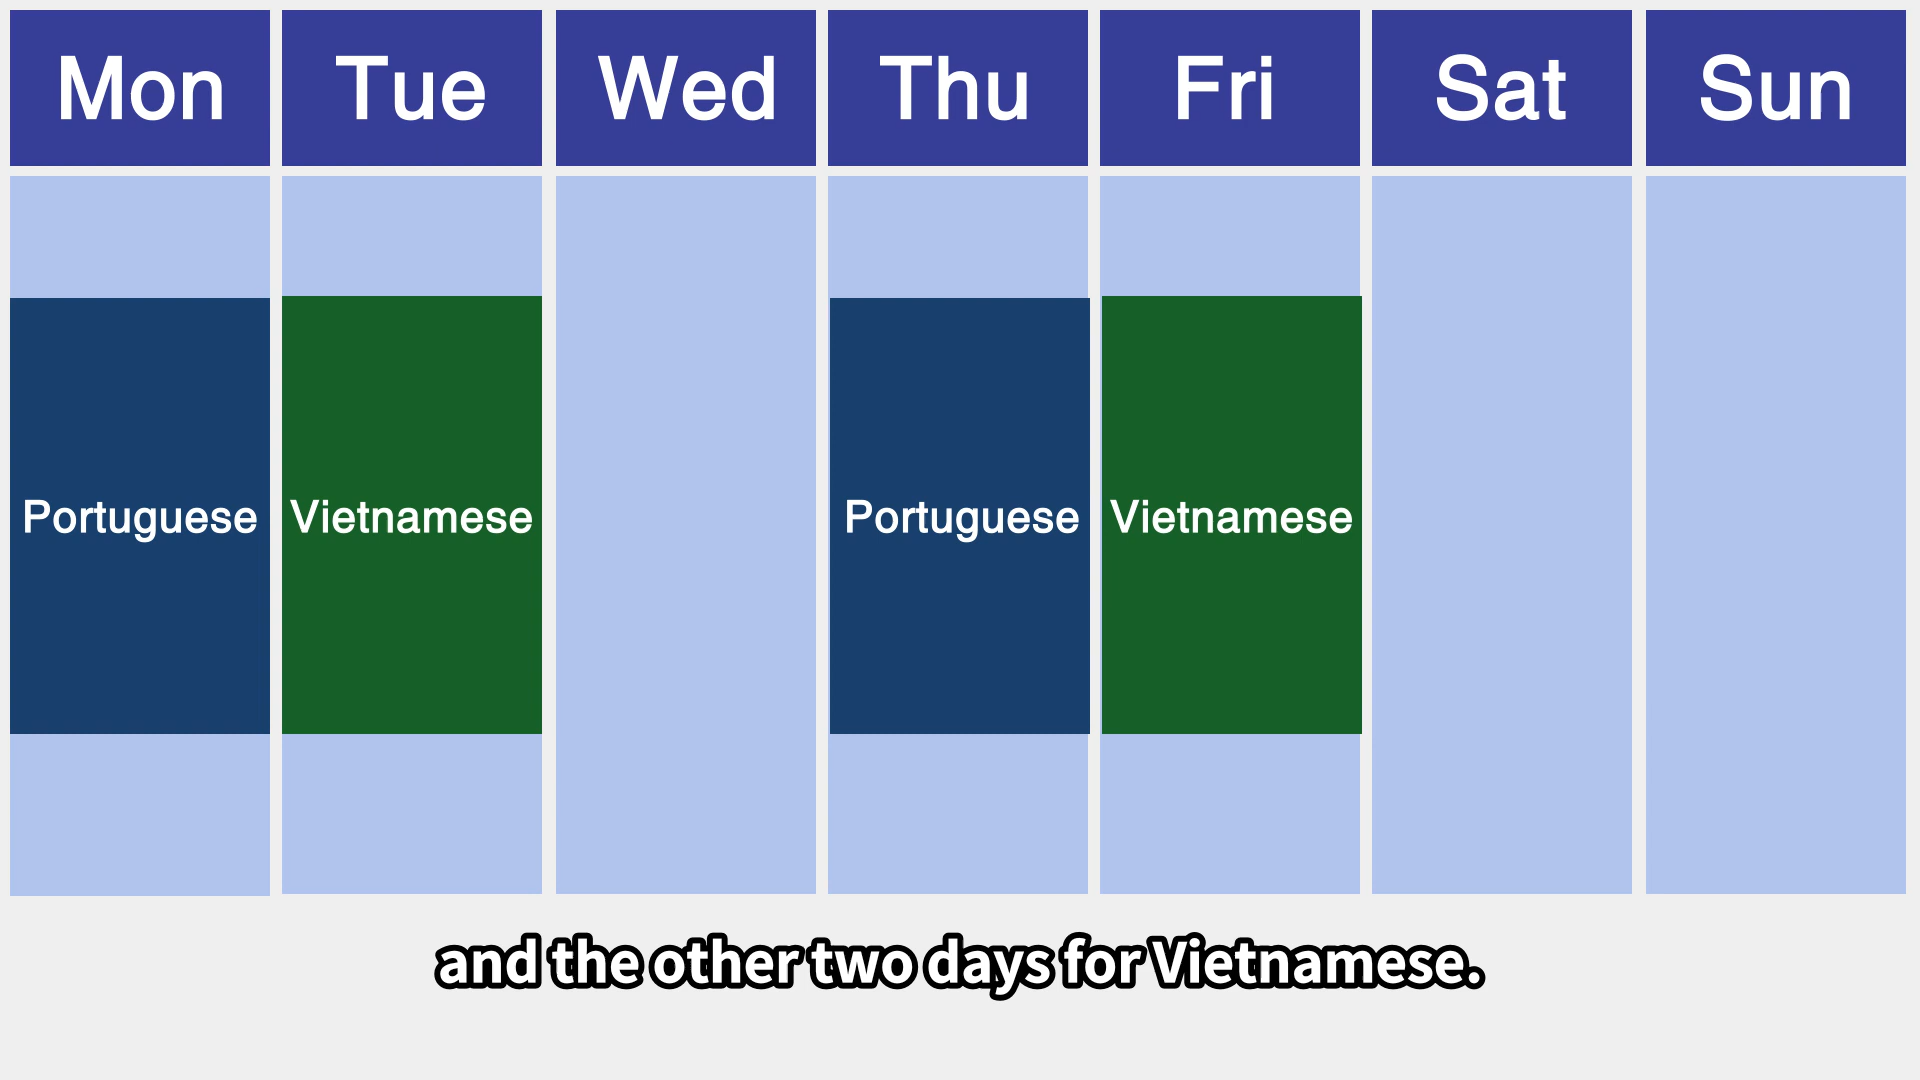 Mon Tue Wed Thu Fri Sat Sun
Portuguese Vietnamese Portuguese Vietnamese
and the other two days for Vietnamese.